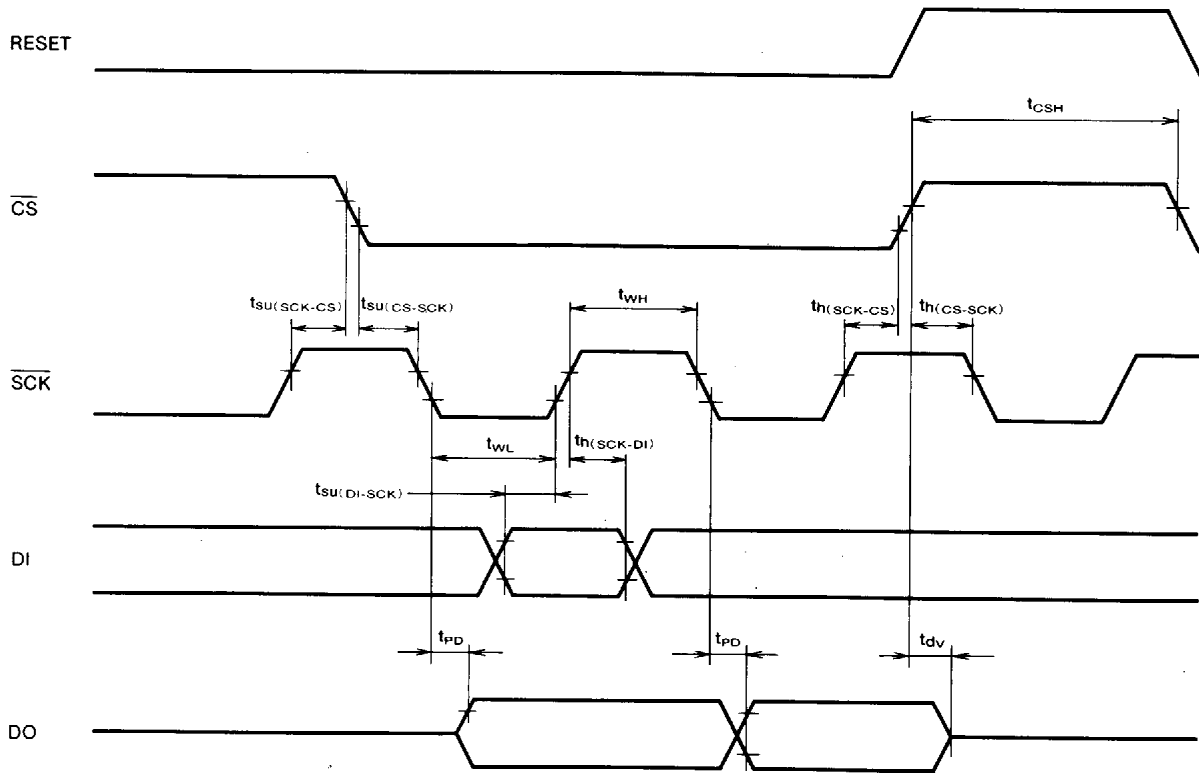 RESET
tCSH
CS
tsu(SCK-CS)
tsu(CS-SCK)
tWH
th(SCK-CS)
th(CS-SCK)
SCK
tWL
th(SCK-DI)
tsu(DI-SCK)
DI
tPD
tPD
tdv
DO